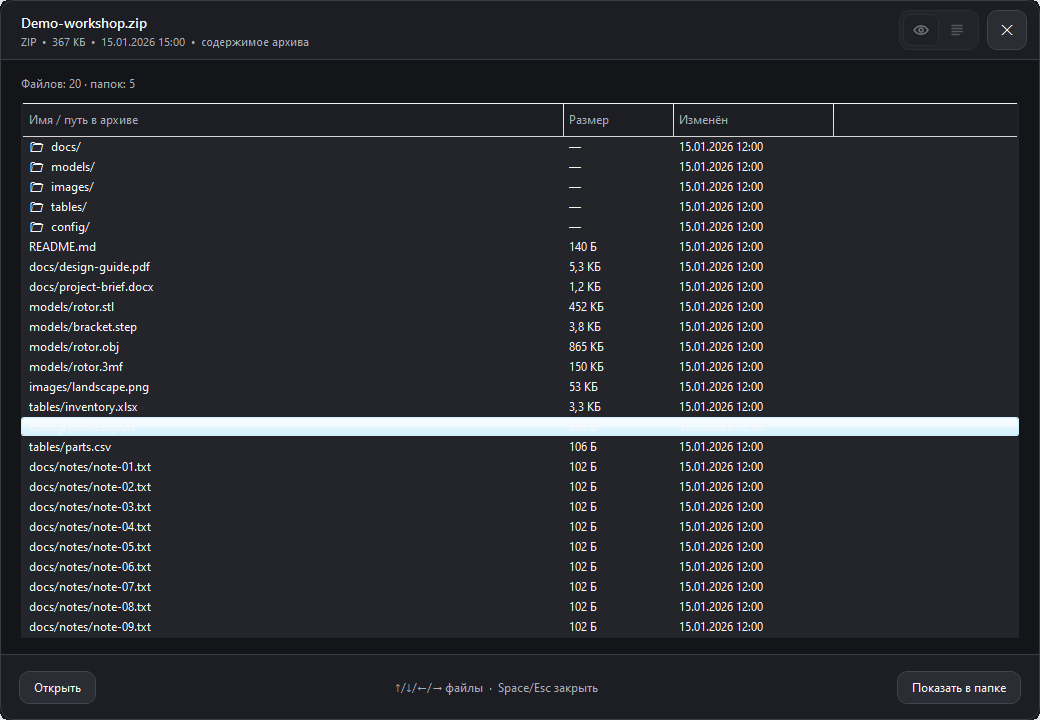 Demo-workshop.zip
ZIP • 367 КБ • 15.01.2026 15:00 • содержимое архива
Файлов: 20 · папок: 5
Имя / путь в архиве Размер Изменён
docs/ — 15.01.2026 12:00
models/ — 15.01.2026 12:00
images/ — 15.01.2026 12:00
tables/ — 15.01.2026 12:00
config/ — 15.01.2026 12:00
README.md 140 Б 15.01.2026 12:00
docs/design-guide.pdf 5,3 КБ 15.01.2026 12:00
docs/project-brief.docx 1,2 КБ 15.01.2026 12:00
models/rotor.stl 452 КБ 15.01.2026 12:00
models/bracket.step 3,8 КБ 15.01.2026 12:00
models/rotor.obj 865 КБ 15.01.2026 12:00
models/rotor.3mf 150 КБ 15.01.2026 12:00
images/landscape.png 53 КБ 15.01.2026 12:00
tables/inventory.xlsx 3,3 КБ 15.01.2026 12:00
tables/parts.csv 106 Б 15.01.2026 12:00
docs/notes/note-01.txt 102 Б 15.01.2026 12:00
docs/notes/note-02.txt 102 Б 15.01.2026 12:00
docs/notes/note-03.txt 102 Б 15.01.2026 12:00
docs/notes/note-04.txt 102 Б 15.01.2026 12:00
docs/notes/note-05.txt 102 Б 15.01.2026 12:00
docs/notes/note-06.txt 102 Б 15.01.2026 12:00
docs/notes/note-07.txt 102 Б 15.01.2026 12:00
docs/notes/note-08.txt 102 Б 15.01.2026 12:00
docs/notes/note-09.txt 102 Б 15.01.2026 12:00
Открыть ↑/↓/←/→ файлы · Space/Esc закрыть Показать в папке